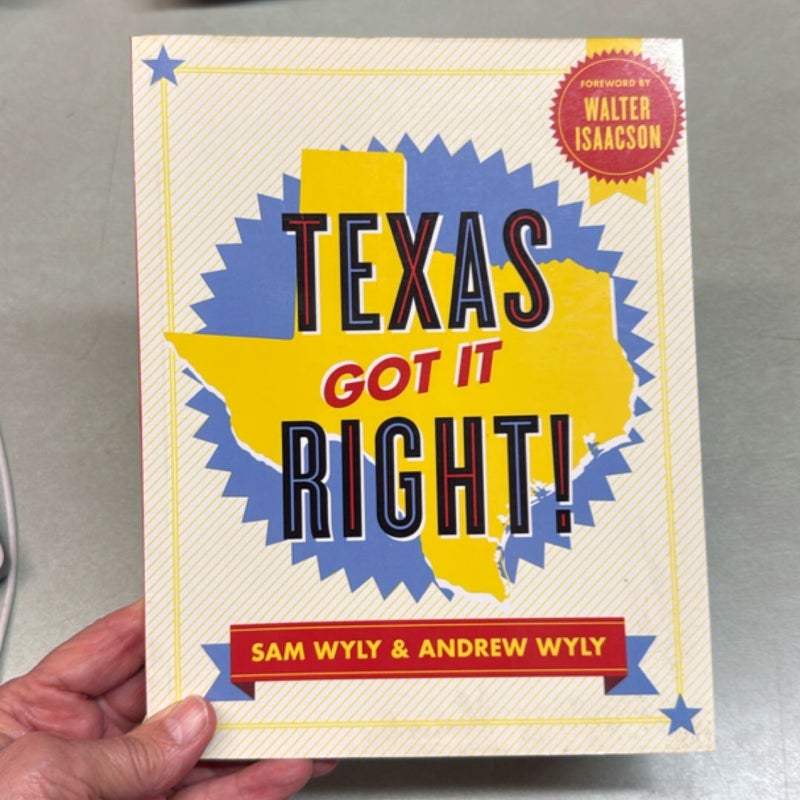 FOREWORD BY
WALTER
ISAACSON
TEXAS
GOT IT
RIGHT!
SAM WYLY & ANDREW WYLY